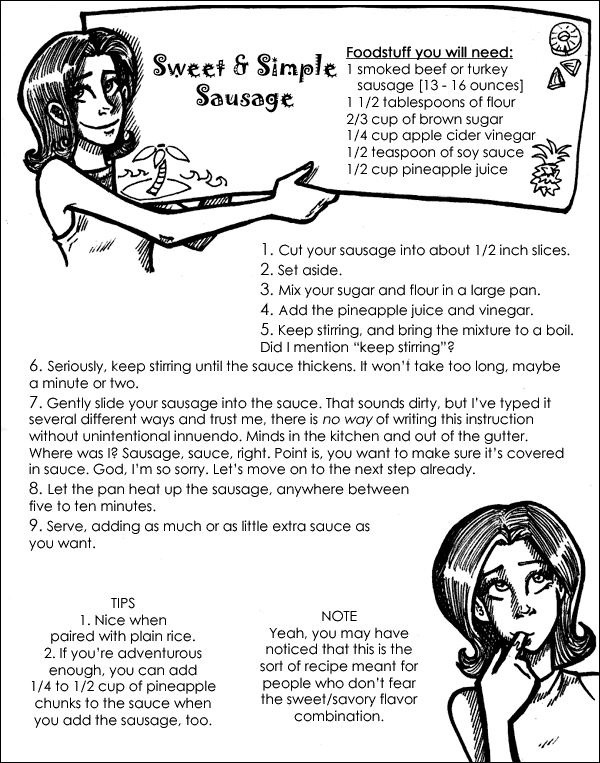 Sweet & Simple
Sausage
Foodstuff you will need:
1 smoked beef or turkey
sausage [13 - 16 ounces]
1 1/2 tablespoons of flour
2/3 cup of brown sugar
1/4 cup apple cider vinegar
1/2 teaspoon of soy sauce
1/2 cup pineapple juice
1. Cut your sausage into about 1/2 inch slices.
2. Set aside.
3. Mix your sugar and flour in a large pan.
4. Add the pineapple juice and vinegar.
5. Keep stirring, and bring the mixture to a boil.
Did I mention “keep stirring”?
6. Seriously, keep stirring until the sauce thickens. It won’t take too long, maybe
a minute or two.
7. Gently slide your sausage into the sauce. That sounds dirty, but I’ve typed it
several different ways and trust me, there is no way of writing this instruction
without unintentional innuendo. Minds in the kitchen and out of the gutter.
Where was I? Sausage, sauce, right. Point is, you want to make sure it’s covered
in sauce. God, I’m so sorry. Let’s move on to the next step already.
8. Let the pan heat up the sausage, anywhere between
five to ten minutes.
9. Serve, adding as much or as little extra sauce as
you want.
TIPS
1. Nice when
paired with plain rice.
2. If you’re adventurous
enough, you can add
1/4 to 1/2 cup of pineapple
chunks to the sauce when
you add the sausage, too.
NOTE
Yeah, you may have
noticed that this is the
sort of recipe meant for
people who don’t fear
the sweet/savory flavor
combination.